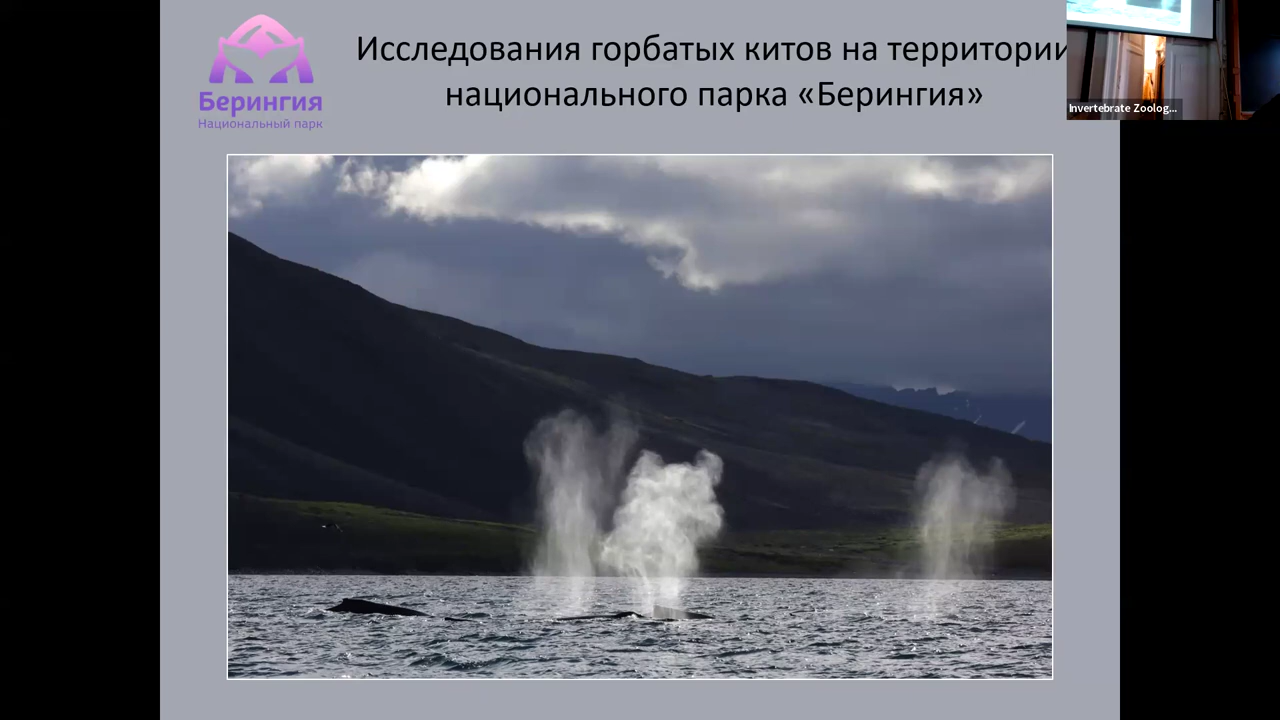 Исследования горбатых китов на территории
национального парка «Берингия»
Берингия
Национальный парк
Invertebrate Zoolog...